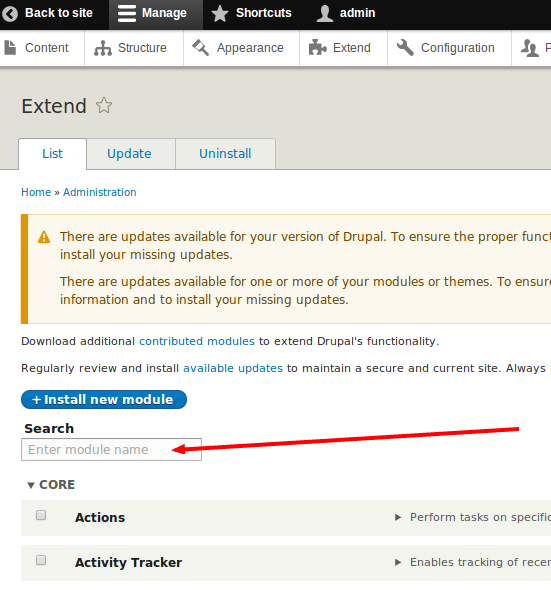 Back to site Manage Shortcuts admin
Content Structure Appearance Extend Configuration P
Extend
List Update Uninstall
Home » Administration
There are updates available for your version of Drupal. To ensure the proper funct
install your missing updates.
There are updates available for one or more of your modules or themes. To ensure
information and to install your missing updates.
Download additional contributed modules to extend Drupal's functionality.
Regularly review and install available updates to maintain a secure and current site. Always
+ Install new module
Search
Enter module name
▼ CORE
Actions ► Perform tasks on specific
Activity Tracker ► Enables tracking of recen